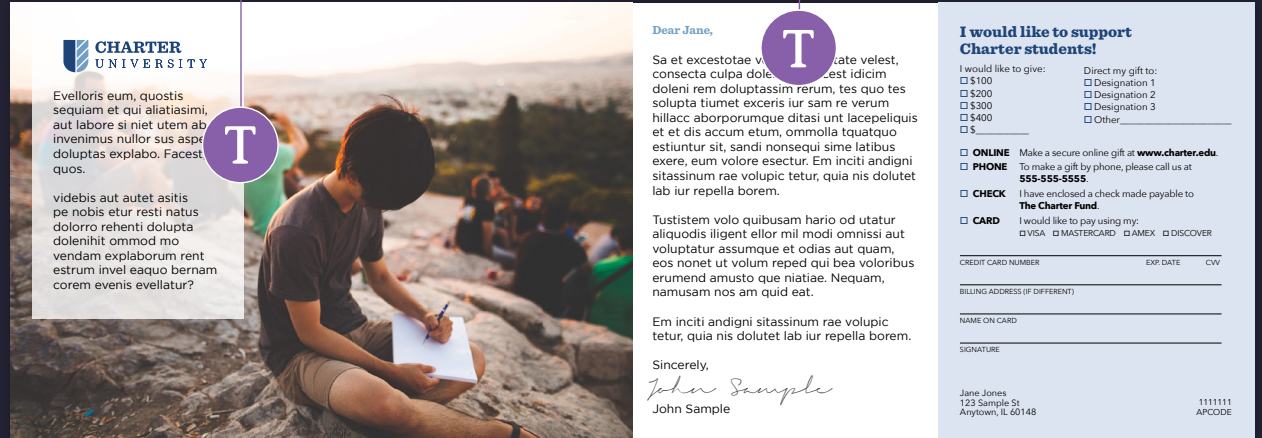 CHARTER
UNIVERSITY
Evelloris eum, quostis
sequiam et qui aliatiasimi,
aut labore si niet utem ab
invenimus nullor sus aspe
doluptas explabo. Facest
quos.
videbis aut autet asitis
pe nobis etur resti natus
dolorro rehenti dolupta
dolenihit ommod mo
vendam explaborum rent
estrum invel eaquo bernam
corem evenis evellatur?
T
Dear Jane,
T
Sa et excestotae v tate velest,
consecta culpa dole cest idicim
doleni rem doluptassim rerum, tes quo tes
solupta tiumet exceris iur sam re verum
hillacc aborporumque ditasi unt lacepeliquis
et et dis accum etum, ommolla tquatquo
estiuntur sit, sandi nonsequi sime latibus
exere, eum volore esectur. Em inciti andigni
sitassinum rae volupic tetur, quia nis dolutet
lab iur repella borem.
Tustistem volo quibusam hario od utatur
aliquodis iligent ellor mil modi omnissi aut
voluptatur assumque et odias aut quam,
eos nonet ut volum reped qui bea voloribus
erumend amusto que niatiae. Nequam,
namusam nos am quid eat.
Em inciti andigni sitassinum rae volupic
tetur, quia nis dolutet lab iur repella borem.
Sincerely,
John Sample
John Sample
I would like to support
Charter students!
I would like to give:
$100
$200
$300
$400
$__________
Direct my gift to:
Designation 1
Designation 2
Designation 3
Other____________________
ONLINE Make a secure online gift at www.charter.edu.
PHONE To make a gift by phone, please call us at
555-555-5555.
CHECK I have enclosed a check made payable to
The Charter Fund.
CARD I would like to pay using my:
VISA MASTERCARD AMEX DISCOVER
CREDIT CARD NUMBER EXP. DATE CVV
BILLING ADDRESS (IF DIFFERENT)
NAME ON CARD
SIGNATURE
Jane Jones
123 Sample St
Anytown, IL 60148
1111111
APCODE